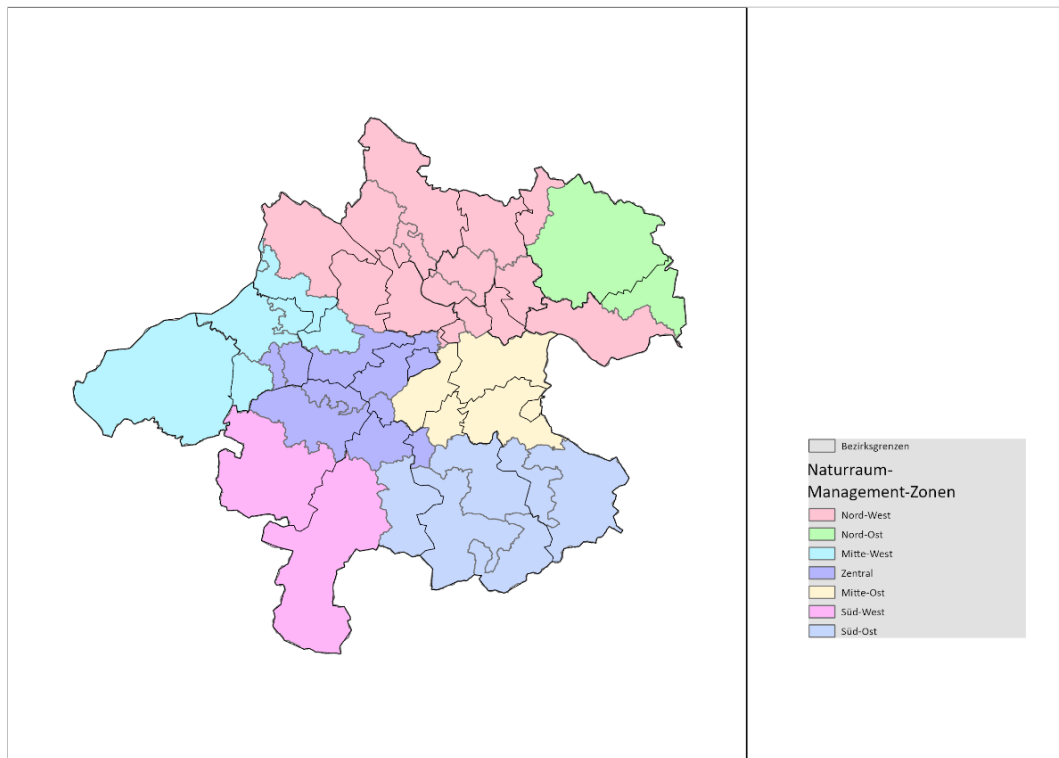 Bezirksgrenzen
Naturraum-
Management-Zonen
Nord-West
Nord-Ost
Mitte-West
Zentral
Mitte-Ost
Süd-West
Süd-Ost